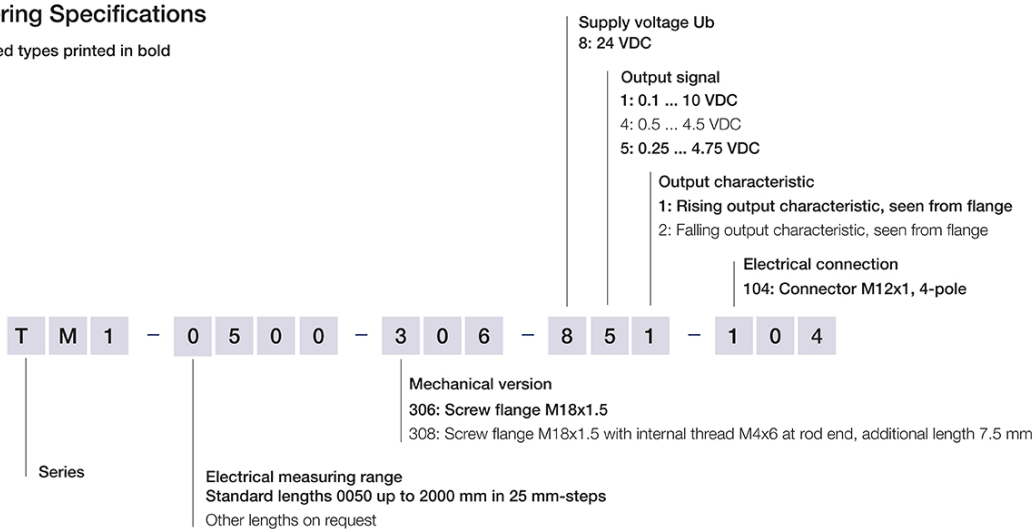 ring Specifications
ed types printed in bold
Supply voltage Ub
8: 24 VDC
Output signal
1: 0.1 ... 10 VDC
4: 0.5 ... 4.5 VDC
5: 0.25 ... 4.75 VDC
Output characteristic
1: Rising output characteristic, seen from flange
2: Falling output characteristic, seen from flange
Electrical connection
104: Connector M12x1, 4-pole
T M 1 – 0 5 0 0 – 3 0 6 – 8 5 1 – 1 0 4
Mechanical version
306: Screw flange M18x1.5
308: Screw flange M18x1.5 with internal thread M4x6 at rod end, additional length 7.5 mm
Series
Electrical measuring range
Standard lengths 0050 up to 2000 mm in 25 mm-steps
Other lengths on request